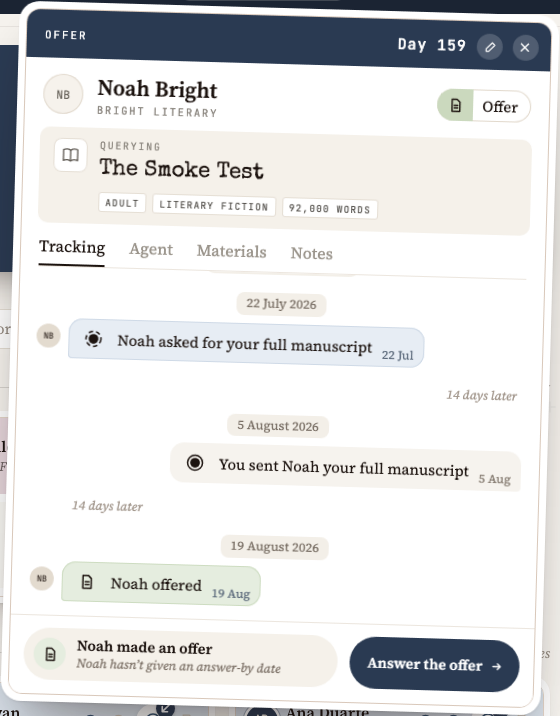 OFFER
Day 159
NB
Noah Bright
BRIGHT LITERARY
Offer
QUERYING
The Smoke Test
ADULT
LITERARY FICTION
92,000 WORDS
Tracking
Agent
Materials
Notes
22 July 2026
NB
Noah asked for your full manuscript
22 Jul
14 days later
5 August 2026
You sent Noah your full manuscript
5 Aug
14 days later
19 August 2026
NB
Noah offered
19 Aug
Noah made an offer
Noah hasn't given an answer-by date
Answer the offer →
Ana Duarte